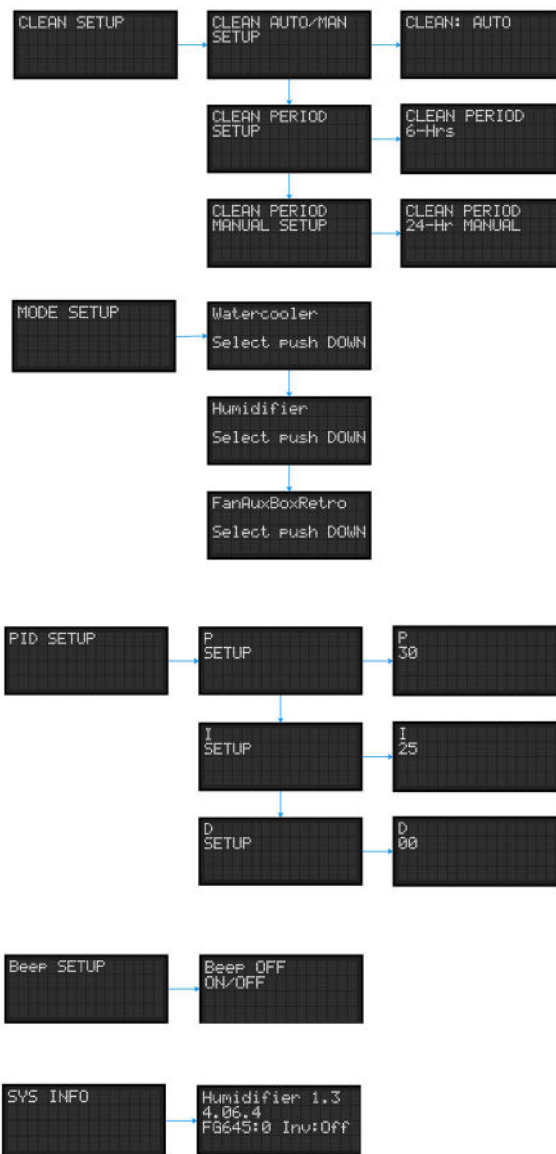 CLEAN SETUP
CLEAN AUTO/MAN
SETUP
CLEAN: AUTO
CLEAN PERIOD
SETUP
CLEAN PERIOD
6-Hrs
CLEAN PERIOD
MANUAL SETUP
CLEAN PERIOD
24-Hr MANUAL
MODE SETUP
Watercooler
Select push DOWN
Humidifier
Select push DOWN
FanAuxBoxRetro
Select push DOWN
PID SETUP
P
SETUP
P
30
I
SETUP
I
25
D
SETUP
D
00
Beep SETUP
Beep OFF
ON/OFF
SYS INFO
Humidifier 1.3
4.06.4
FG645:0 Inv:Off